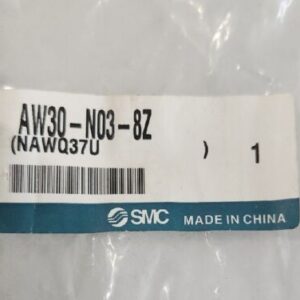 AW30-N03-8Z
(NAWQ37U ) 1
SMC MADE IN CHINA